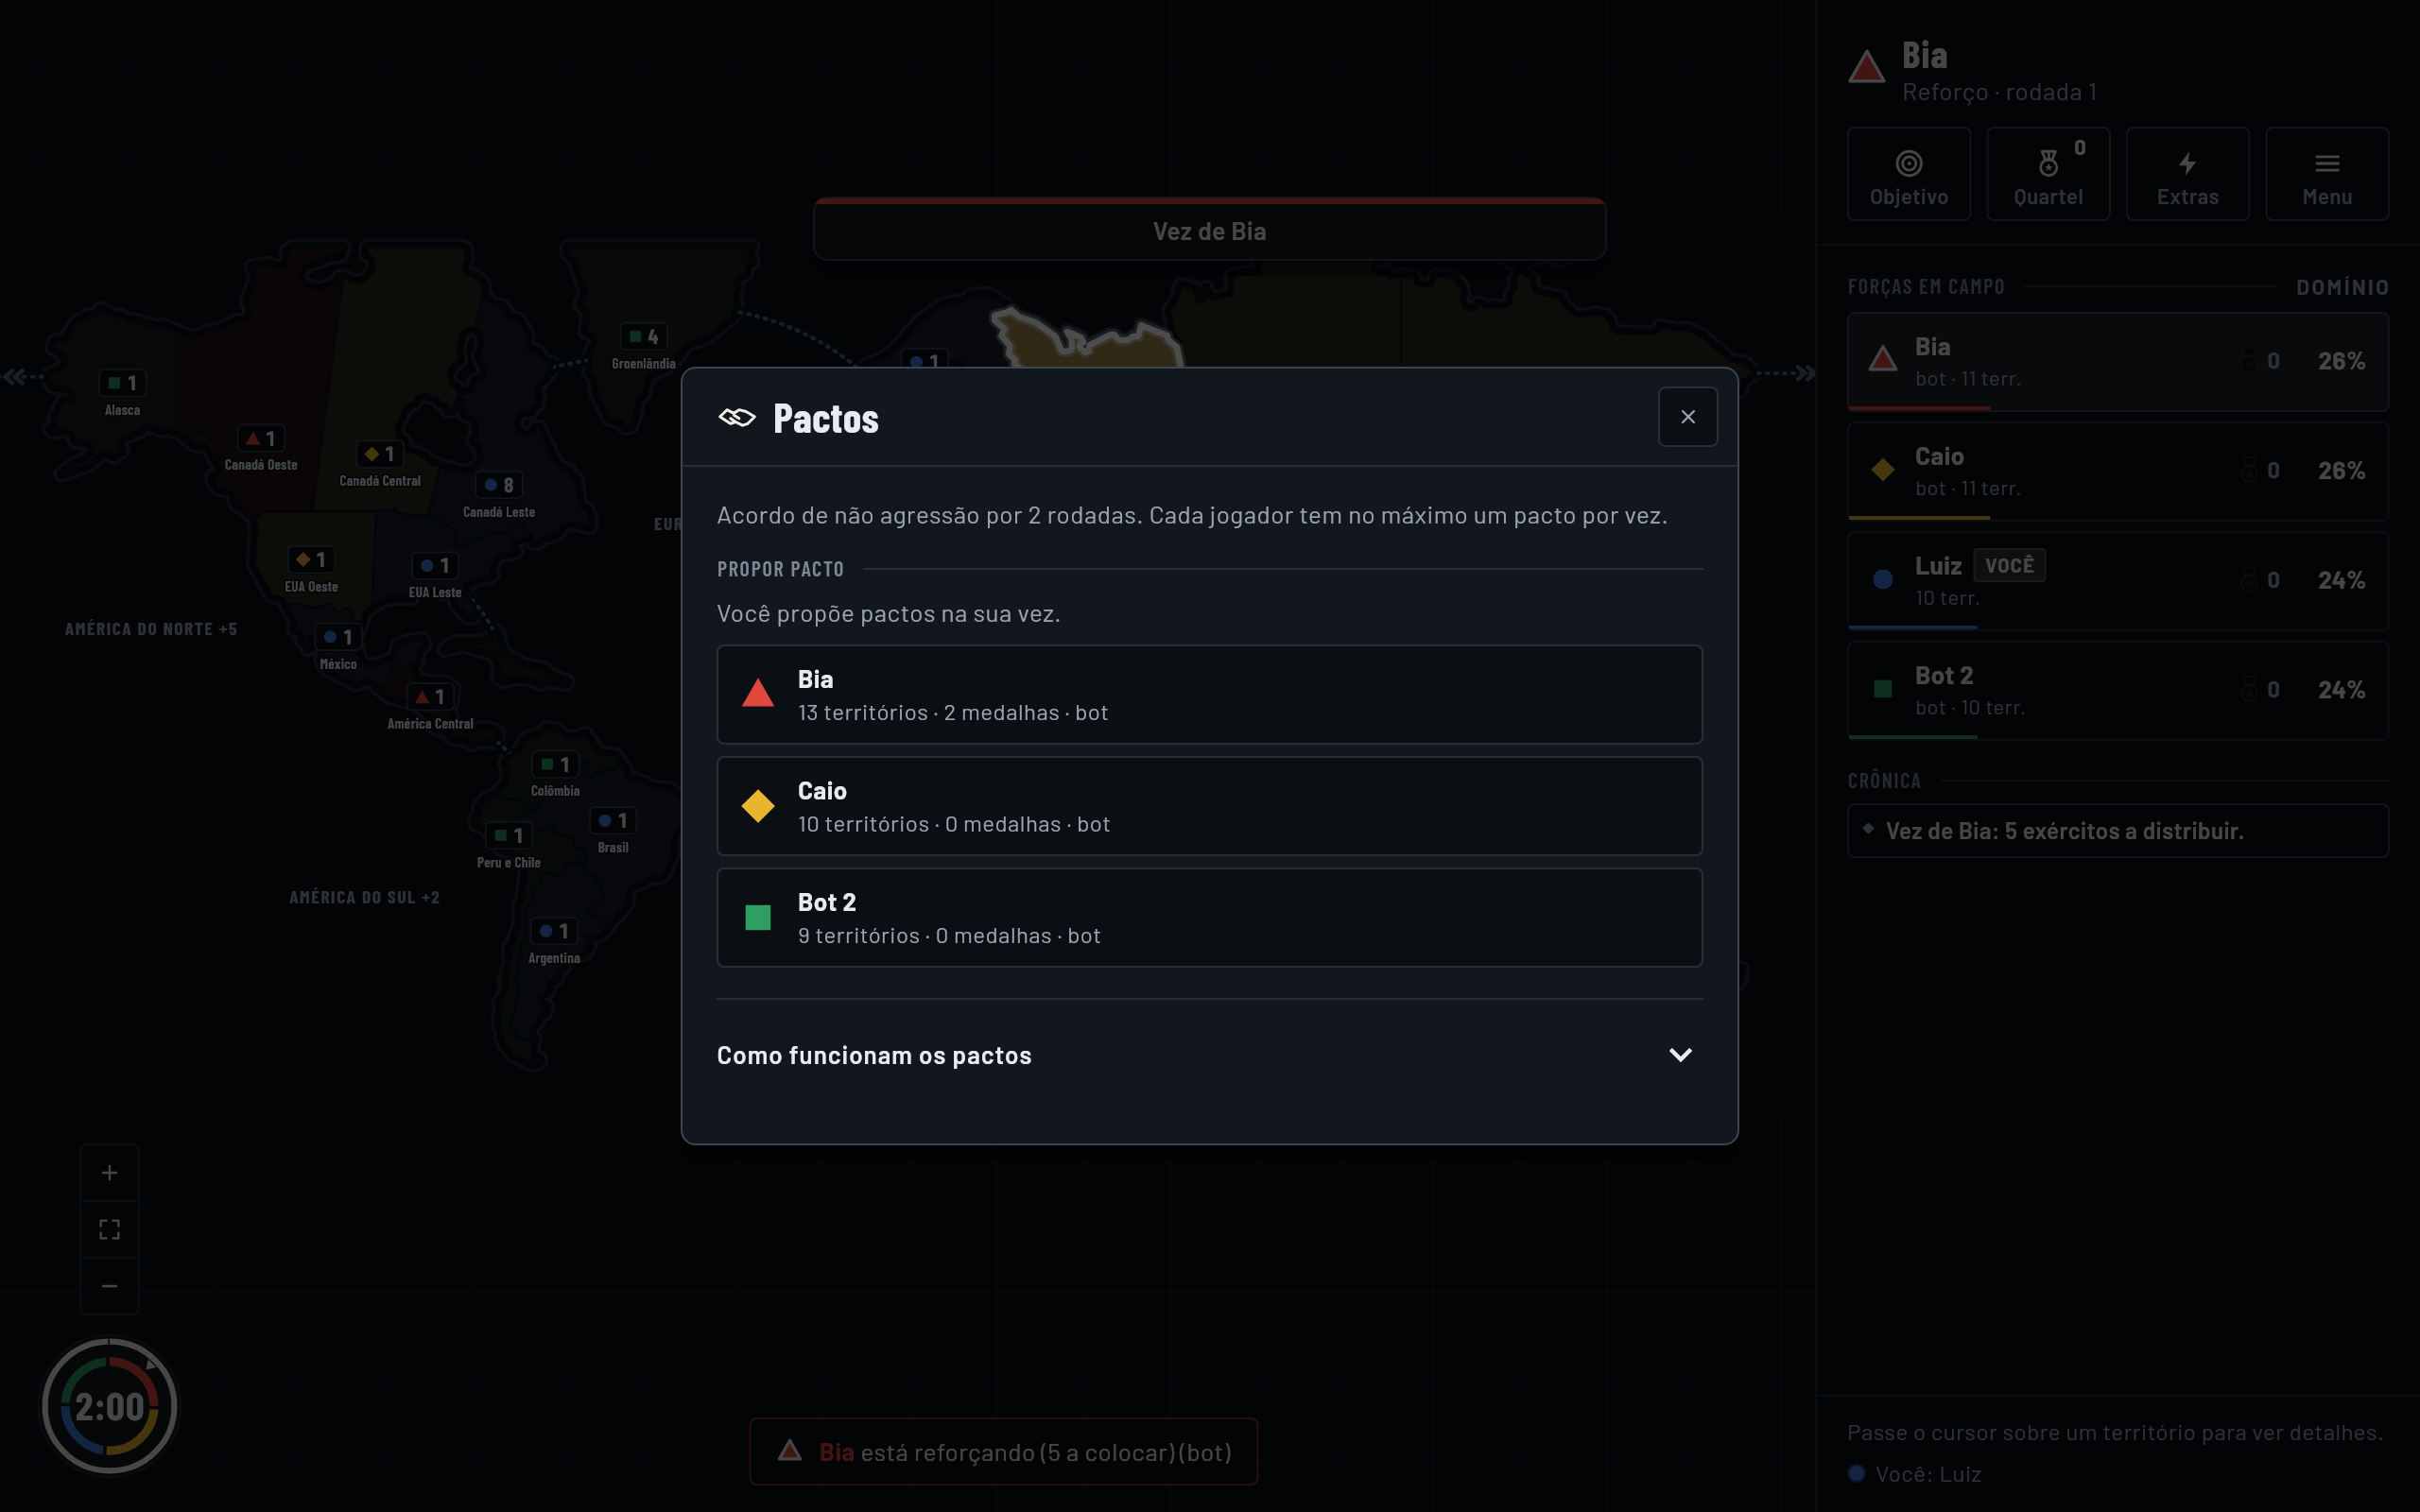 Bia
Reforço · rodada 1
Objetivo
0
Quartel
Extras
Menu
Vez de Bia
FORÇAS EM CAMPO
DOMÍNIO
Bia
bot · 11 terr.
0
26%
Caio
bot · 11 terr.
0
26%
Luiz VOCÊ
10 terr.
0
24%
Bot 2
bot · 10 terr.
0
24%
CRÔNICA
Vez de Bia: 5 exércitos a distribuir.
4
Groenlândia
1
1
Alasca
1
Canadá Oeste
1
Canadá Central
8
Canadá Leste
EUR
1
EUA Oeste
1
EUA Leste
AMÉRICA DO NORTE +5
1
México
1
América Central
1
Colômbia
1
Brasil
1
Peru e Chile
AMÉRICA DO SUL +2
1
Argentina
Pactos
Acordo de não agressão por 2 rodadas. Cada jogador tem no máximo um pacto por vez.
PROPOR PACTO
Você propõe pactos na sua vez.
Bia
13 territórios · 2 medalhas · bot
Caio
10 territórios · 0 medalhas · bot
Bot 2
9 territórios · 0 medalhas · bot
Como funcionam os pactos
2:00
Bia está reforçando (5 a colocar) (bot)
Passe o cursor sobre um território para ver detalhes.
Você: Luiz